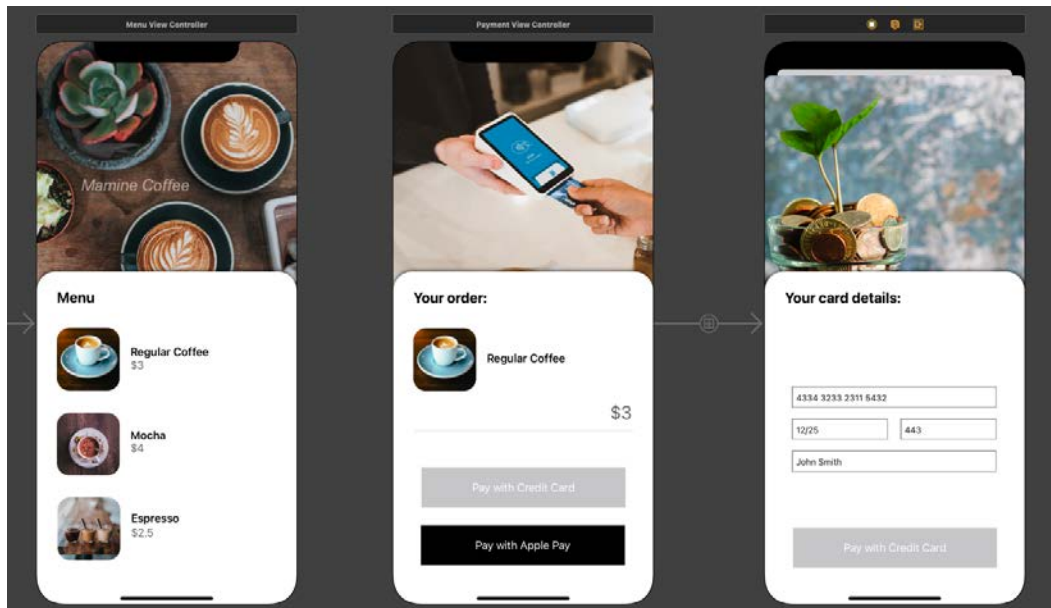 Menu View Controller
Mamine Coffee
Menu
Regular Coffee
$3
Mocha
$4
Espresso
$2.5
Payment View Controller
Your order:
Regular Coffee
$3
Pay with Credit Card
Pay with Apple Pay
Your card details:
4334 3233 2311 5432
12/25
443
John Smith
Pay with Credit Card